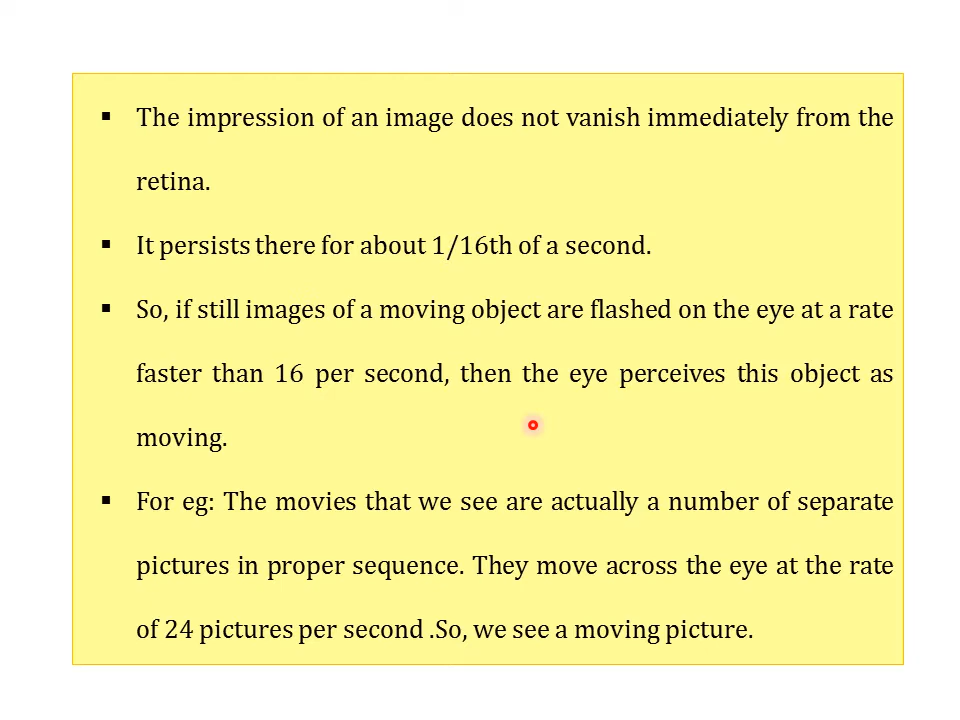 ▪ The impression of an image does not vanish immediately from the
retina.
▪ It persists there for about 1/16th of a second.
▪ So, if still images of a moving object are flashed on the eye at a rate
faster than 16 per second, then the eye perceives this object as
moving.
▪ For eg: The movies that we see are actually a number of separate
pictures in proper sequence. They move across the eye at the rate
of 24 pictures per second .So, we see a moving picture.